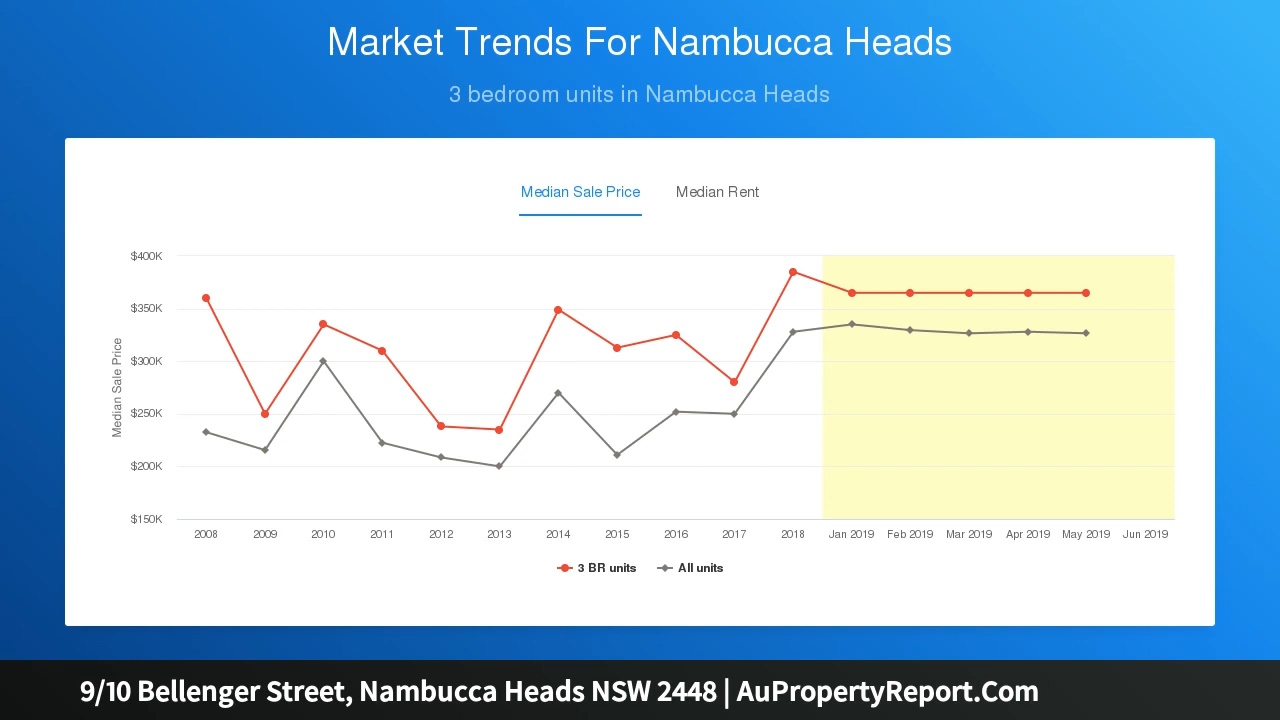 Market Trends For Nambucca Heads
3 bedroom units in Nambucca Heads
Median Sale Price Median Rent
$400K
$350K
$300K
$250K
$200K
$150K
Median Sale Price
2008 2009 2010 2011 2012 2013 2014 2015 2016 2017 2018 Jan 2019 Feb 2019 Mar 2019 Apr 2019 May 2019 Jun 2019
3 BR units All units
9/10 Bellenger Street, Nambucca Heads NSW 2448 | AuPropertyReport.Com